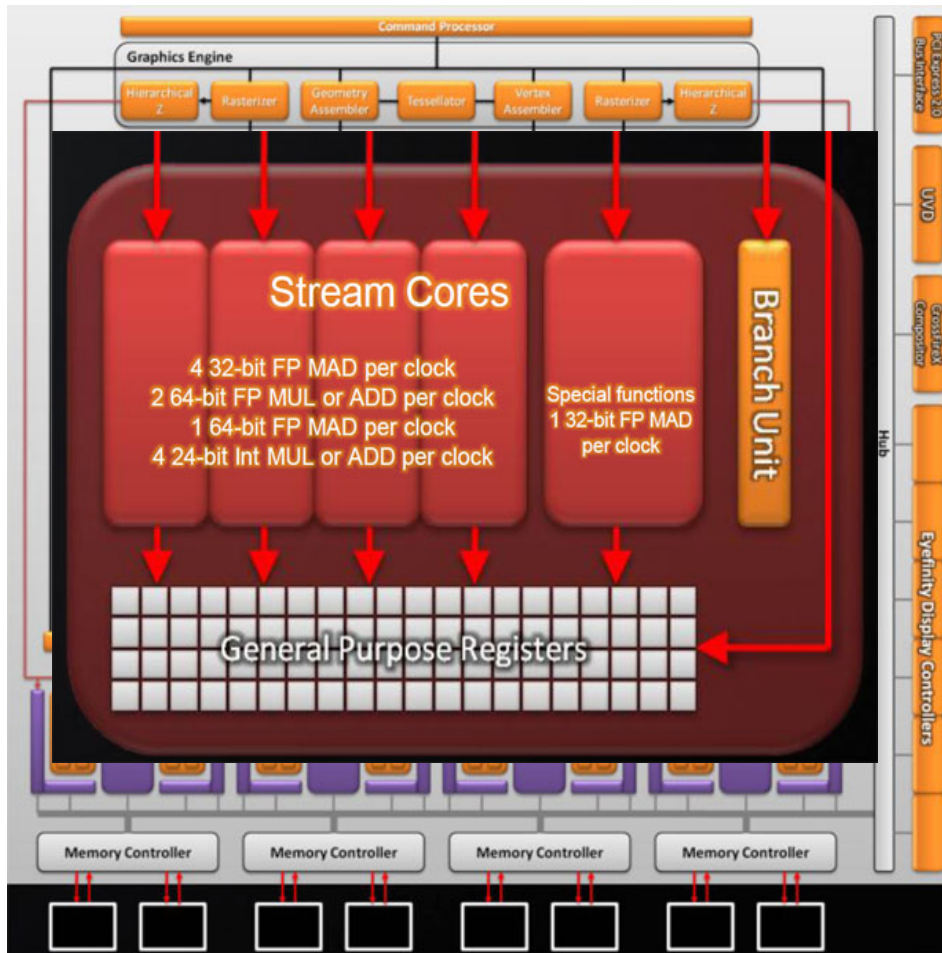 Command Processor
Graphics Engine
Hierarchical
Z
Rasterizer
Geometry
Assembler
Tessellator
Vertex
Assembler
Rasterizer
Hierarchical
Z
Stream Cores
4 32-bit FP MAD per clock
2 64-bit FP MUL or ADD per clock
1 64-bit FP MAD per clock
4 24-bit Int MUL or ADD per clock
Special functions
1 32-bit FP MAD
per clock
Branch Unit
General Purpose Registers
Memory Controller
Memory Controller
Memory Controller
Memory Controller
Hub
PCI Express 2.0
Bus Interface
UVD
CrossFireX
Compositor
Eyefinity Display Controllers